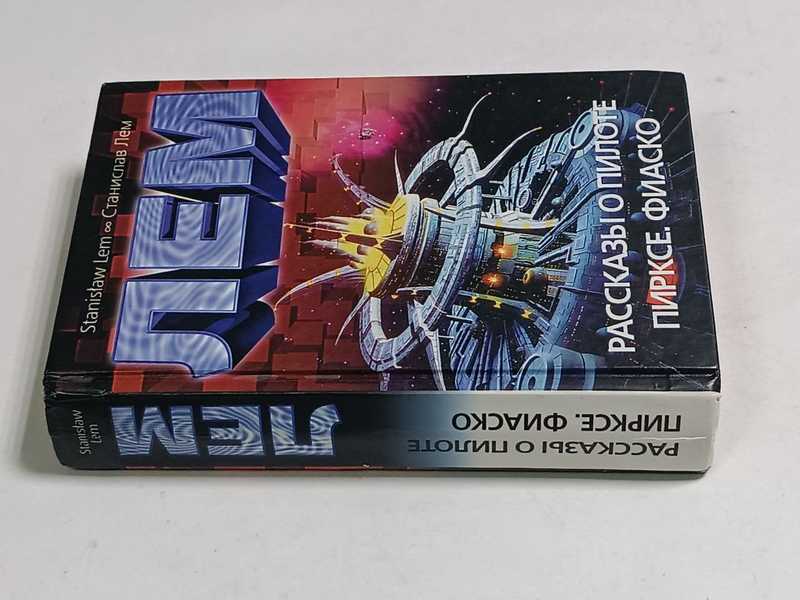 Stanisław Lem ∞ Станислав Лем
ЛЕМ
РАССКАЗЫ О ПИЛОТЕ
ПИРКСЕ. ФИАСКО
Stanisław
Lem
ЛЕМ
РАССКАЗЫ О ПИЛОТЕ
ПИРКСЕ. ФИАСКО